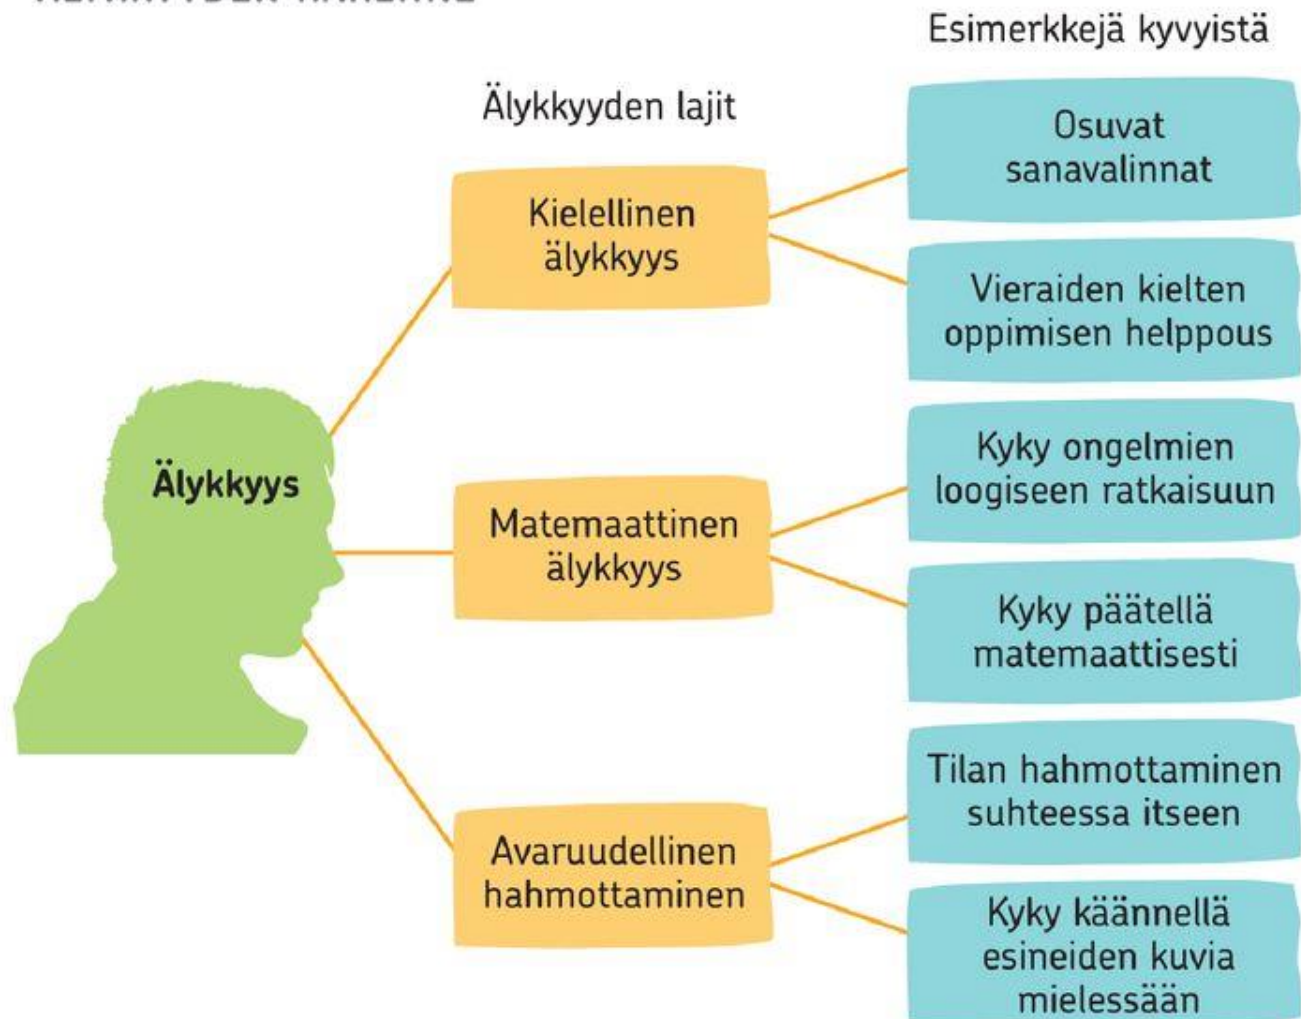 Esimerkkejä kyvyistä
Älykkyyden lajit
Älykkyys
Kielellinen
älykkyys
Osuvat
sanavalinnat
Vieraiden kielten
oppimisen helppous
Matemaattinen
älykkyys
Kyky ongelmien
loogiseen ratkaisuun
Kyky päätellä
matemaattisesti
Avaruudellinen
hahmottaminen
Tilan hahmottaminen
suhteessa itseen
Kyky käännellä
esineiden kuvia
mielessään